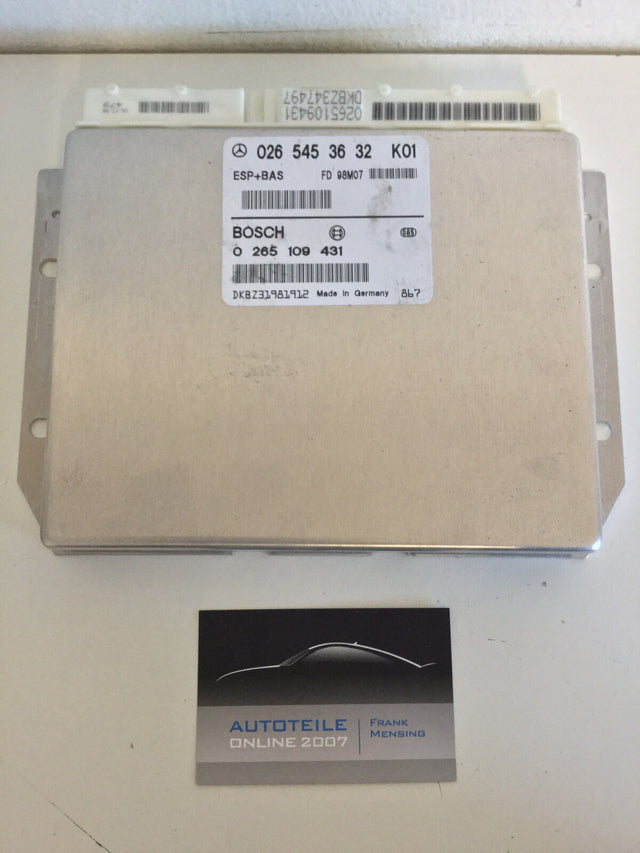 0265109431
DKBZ347497
026 545 36 32 K01
ESP+BAS FD 98M07
BOSCH
0 265 109 431
DKBZ31981912 Made in Germany 867
AUTOTEILE
ONLINE 2007
FRANK
MENSING